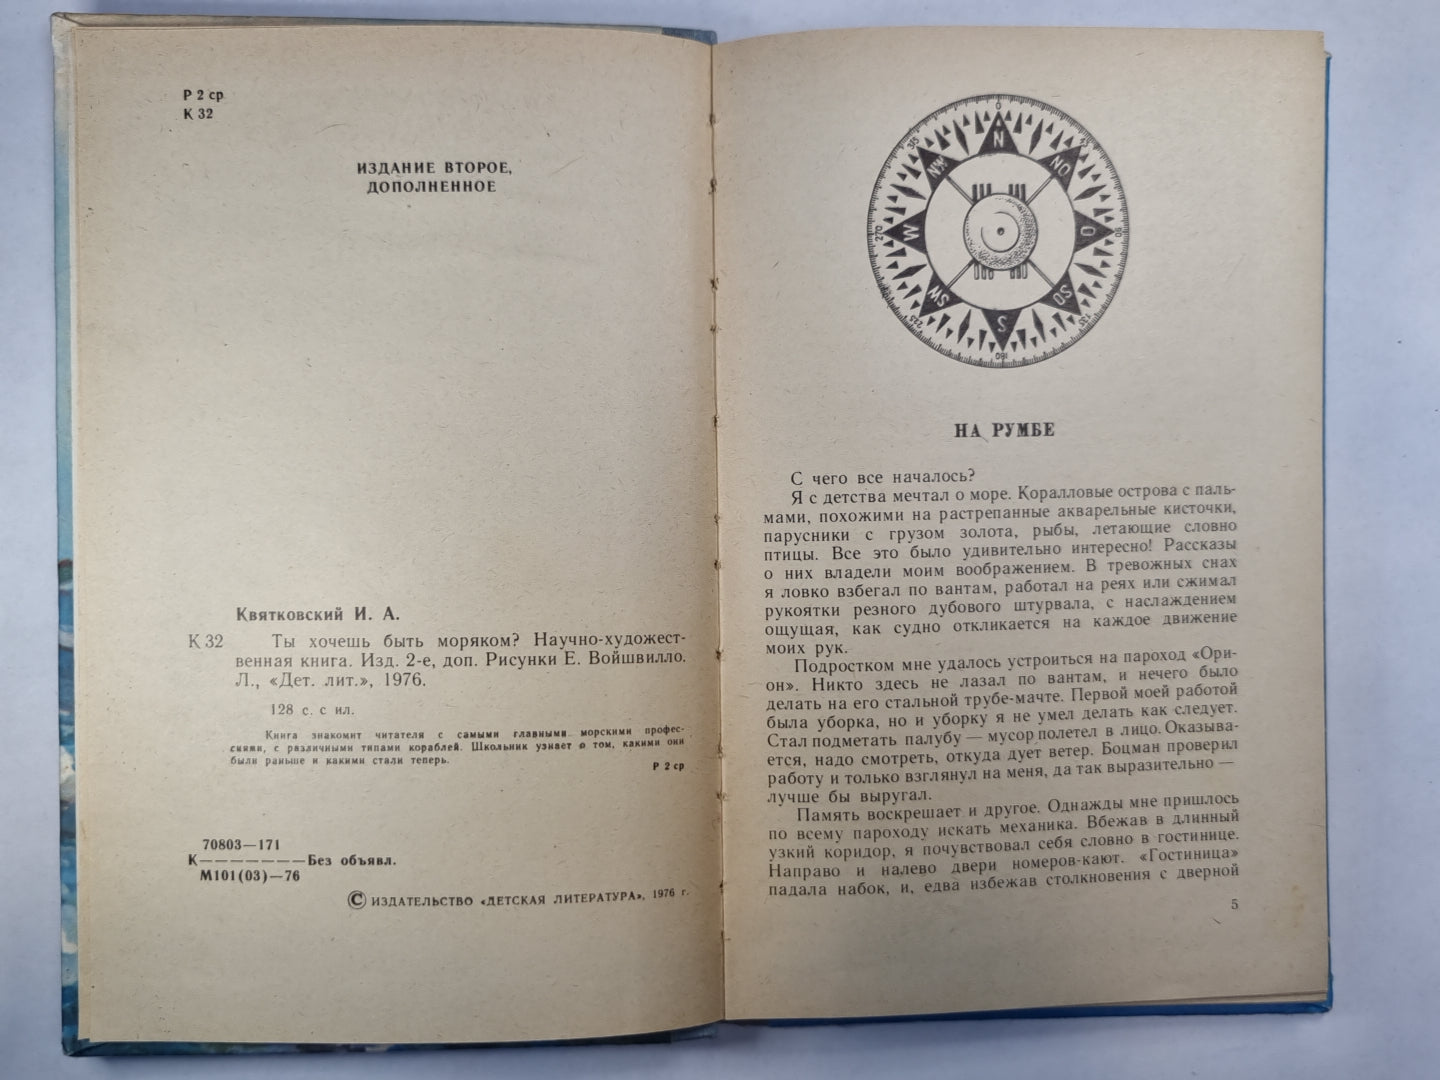 Р 2 ср
К 32
ИЗДАНИЕ ВТОРОЕ,
ДОПОЛНЕННОЕ
Квятковский И. А.
К 32 Ты хочешь быть моряком? Научно-художест-
венная книга. Изд. 2-е, доп. Рисунки Е. Войшвилло.
Л., «Дет. лит.», 1976.
128 с. с ил.
Книга знакомит читателя с самыми главными морскими профес-
сиями, с различными типами кораблей. Школьник узнает о том, какими они
были раньше и какими стали теперь.
Р 2 ср
70803—171
К———————Без объявл.
М101(03)—76
© ИЗДАТЕЛЬСТВО «ДЕТСКАЯ ЛИТЕРАТУРА», 1976 г.
0
315 45
N
NW NO
270 W O 90
SW SO
S
225 135
180
НА РУМБЕ
С чего все началось?
Я с детства мечтал о море. Коралловые острова с паль-
мами, похожими на растрепанные акварельные кисточки,
парусники с грузом золота, рыбы, летающие словно
птицы. Все это было удивительно интересно! Рассказы
о них владели моим воображением. В тревожных снах
я ловко взбегал по вантам, работал на реях или сжимал
рукоятки резного дубового штурвала, с наслаждением
ощущая, как судно откликается на каждое движение
моих рук.
Подростком мне удалось устроиться на пароход «Ори-
он». Никто здесь не лазал по вантам, и нечего было
делать на его стальной трубе-мачте. Первой моей работой
была уборка, но и уборку я не умел делать как следует.
Стал подметать палубу — мусор полетел в лицо. Оказыва-
ется, надо смотреть, откуда дует ветер. Боцман проверил
работу и только взглянул на меня, да так выразительно —
лучше бы выругал.
Память воскрешает и другое. Однажды мне пришлось
по всему пароходу искать механика. Вбежав в длинный
узкий коридор, я почувствовал себя словно в гостинице.
Направо и налево двери номеров-кают. «Гостиница»
падала набок, и, едва избежав столкновения с дверной
5